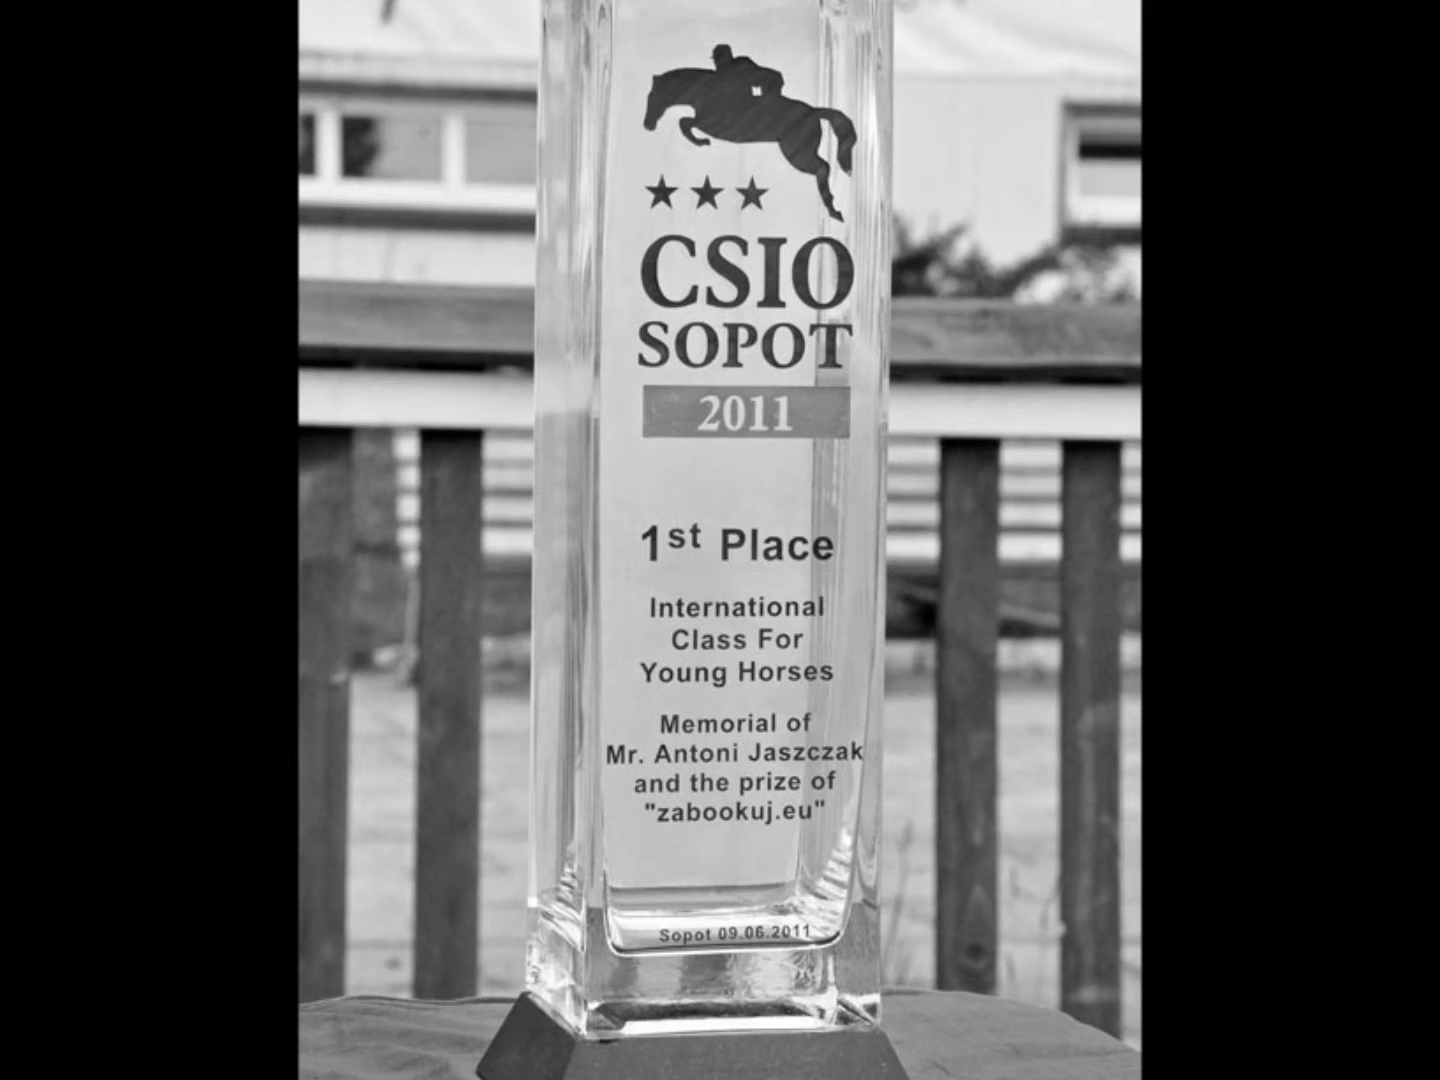 CSIO
SOPOT
2011
1st Place
International
Class For
Young Horses
Memorial of
Mr. Antoni Jaszczak
and the prize of
"zabookuj.eu"
Sopot 09.06.2011